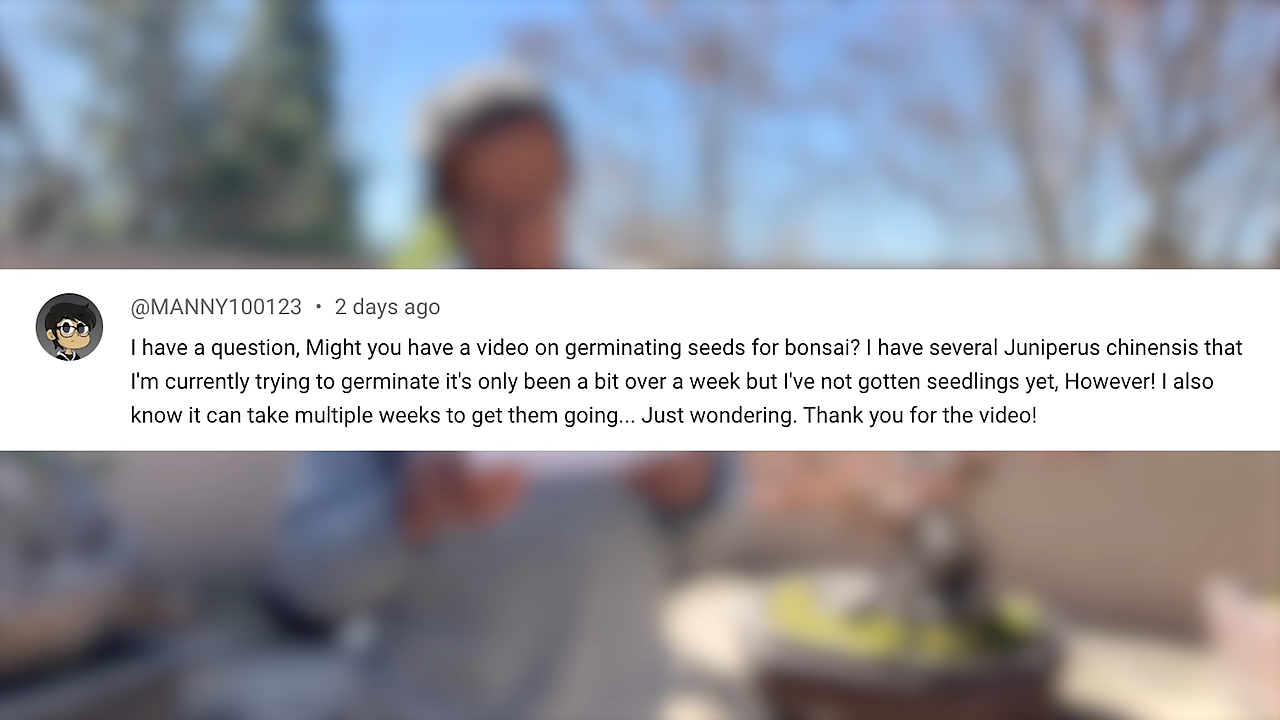 @MANNY100123 • 2 days ago
I have a question, Might you have a video on germinating seeds for bonsai? I have several Juniperus chinensis that
I'm currently trying to germinate it's only been a bit over a week but I've not gotten seedlings yet, However! I also
know it can take multiple weeks to get them going... Just wondering. Thank you for the video!